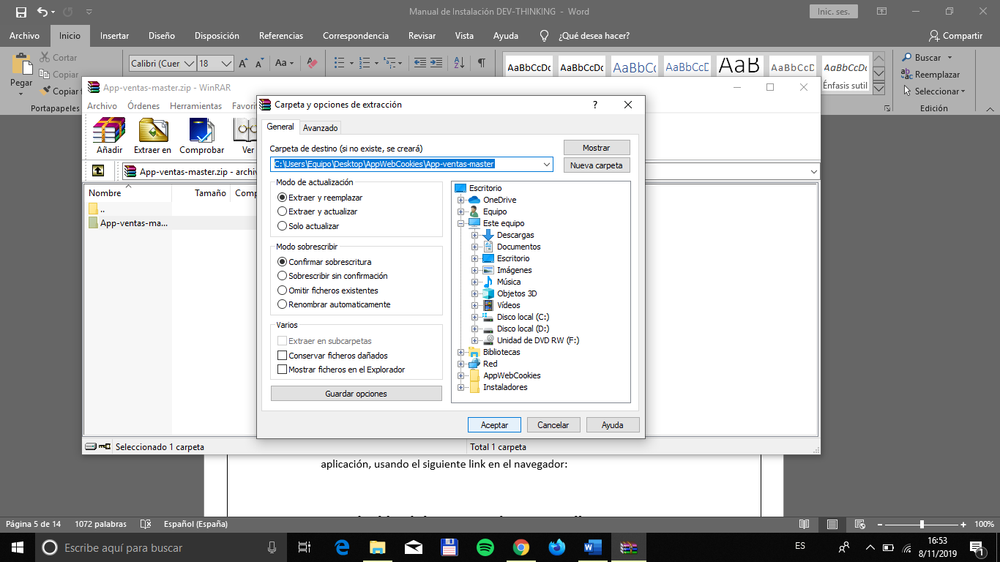 Manual de Instalación DEV-THINKING - Word
Inic. ses.
Archivo Inicio Insertar Diseño Disposición Referencias Correspondencia Revisar Vista Ayuda ¿Qué desea hacer? Compartir
Pegar
Cortar
Copiar
Copiar
Portapapeles
Calibri (Cuer 18
Aa
AaBbCcDc AaBbCcDc AaBbCc AaBbCcD AaB AaBbCcD AaBbCcDc
Énfasis sutil
Buscar
Reemplazar
Seleccionar
Edición
App-ventas-master.zip - WinRAR
Archivo Órdenes Herramientas Favori
Añadir Extraer en Comprobar Ver
App-ventas-master.zip - archiv
Nombre Tamaño Comp
..
App-ventas-ma...
Seleccionado 1 carpeta
Total 1 carpeta
Carpeta y opciones de extracción
?
General Avanzado
Carpeta de destino (si no existe, se creará)
C:\Users\Equipo\Desktop\AppWebCookies\App-ventas-master
Mostrar
Nueva carpeta
Modo de actualización
Extraer y reemplazar
Extraer y actualizar
Solo actualizar
Modo sobrescribir
Confirmar sobrescritura
Sobrescribir sin confirmación
Omitir ficheros existentes
Renombrar automaticamente
Varios
Extraer en subcarpetas
Conservar ficheros dañados
Mostrar ficheros en el Explorador
Guardar opciones
Escritorio
OneDrive
Equipo
Este equipo
Descargas
Documentos
Escritorio
Imágenes
Música
Objetos 3D
Vídeos
Disco local (C:)
Disco local (D:)
Unidad de DVD RW (F:)
Bibliotecas
Red
AppWebCookies
Instaladores
Aceptar Cancelar Ayuda
aplicación, usando el siguiente link en el navegador:
Página 5 de 14 1072 palabras Español (España) 100%
Escribe aquí para buscar
ES
16:53
8/11/2019
1